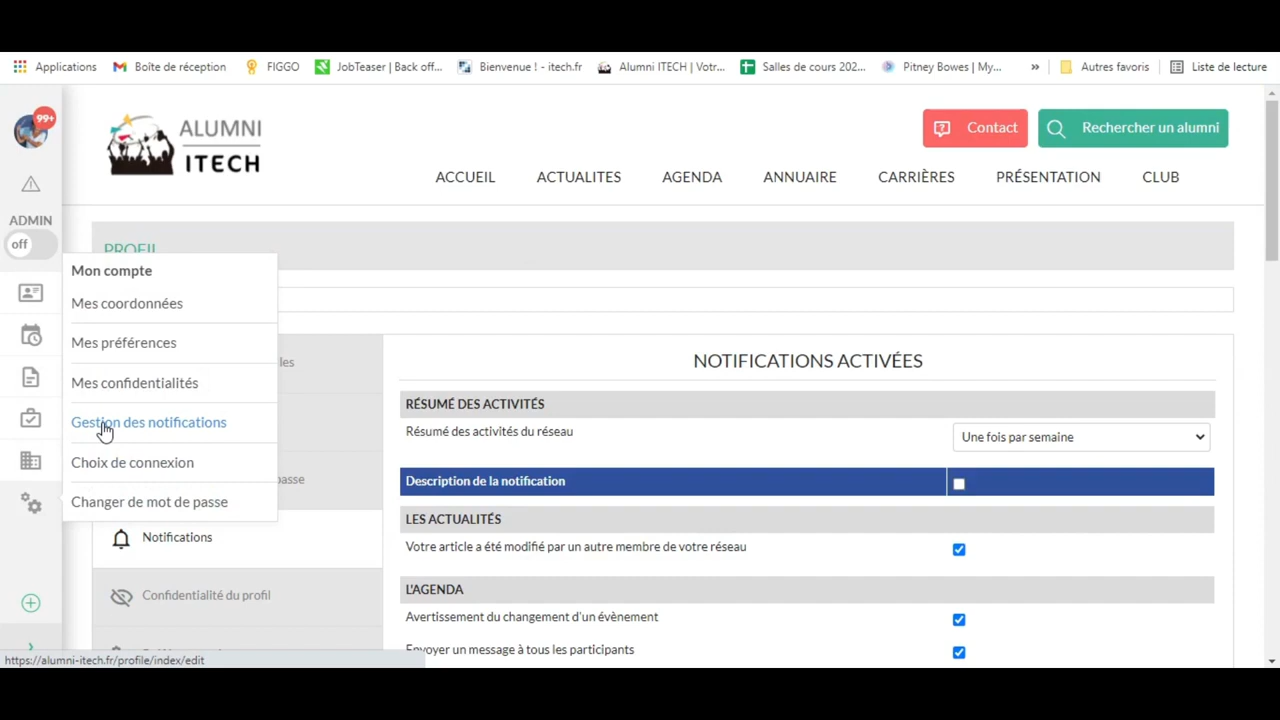 Applications
Boîte de réception
FIGGO
JobTeaser | Back off...
Bienvenue ! - itech.fr
Alumni ITECH | Votr...
Salles de cours 202...
Pitney Bowes | My...
»
Autres favoris
Liste de lecture
99+
ALUMNI
ITECH
Contact
Rechercher un alumni
ACCUEIL
ACTUALITES
AGENDA
ANNUAIRE
CARRIÈRES
PRÉSENTATION
CLUB
ADMIN
off
PROFIL
Mon compte
Mes coordonnées
Mes préférences
Mes confidentialités
Gestion des notifications
Choix de connexion
Changer de mot de passe
les
passe
Notifications
Confidentialité du profil
NOTIFICATIONS ACTIVÉES
RÉSUMÉ DES ACTIVITÉS
Résumé des activités du réseau
Une fois par semaine
Description de la notification
LES ACTUALITÉS
Votre article a été modifié par un autre membre de votre réseau
L'AGENDA
Avertissement du changement d'un évènement
Envoyer un message à tous les participants
https://alumni-itech.fr/profile/index/edit